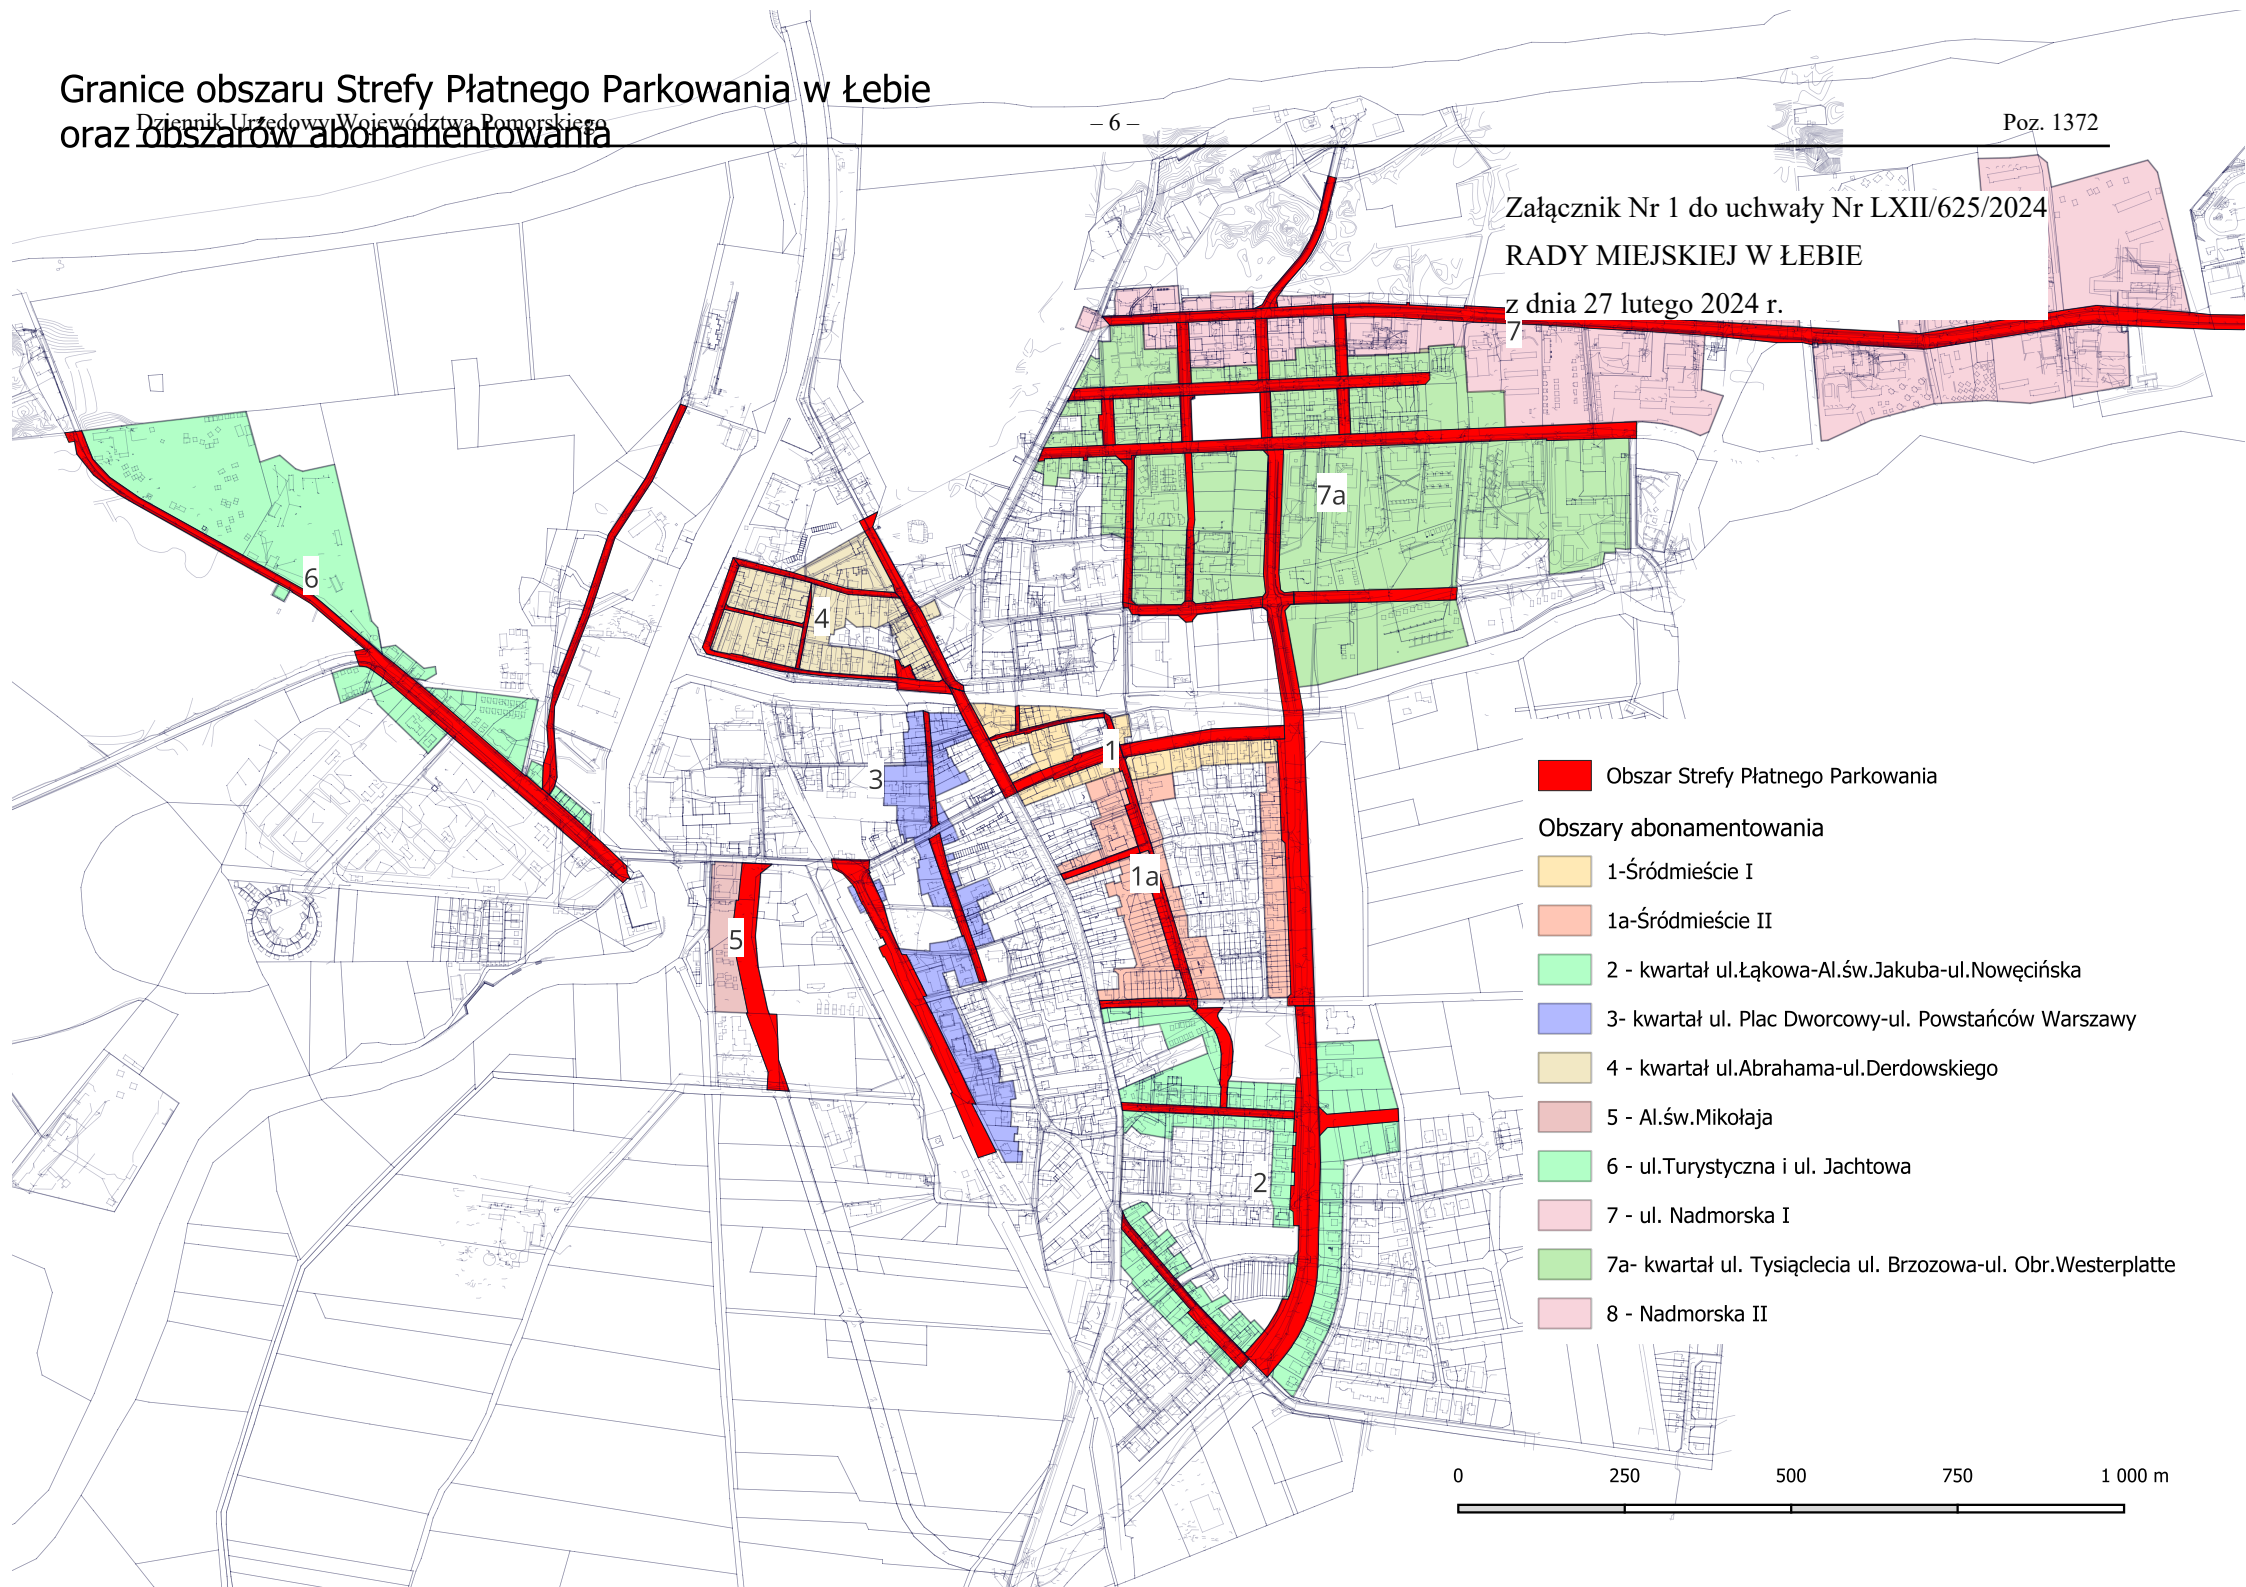 Granice obszaru Strefy Płatnego Parkowania w Łebie
oraz obszarów abonamentowania
Dziennik Urzędowy Województwa Pomorskiego
– 6 –
Poz. 1372
Załącznik Nr 1 do uchwały Nr LXII/625/2024
RADY MIEJSKIEJ W ŁEBIE
z dnia 27 lutego 2024 r.
7
7a
6
4
1
3
1a
5
2
Obszar Strefy Płatnego Parkowania
Obszary abonamentowania
1-Śródmieście I
1a-Śródmieście II
2 - kwartał ul.Łąkowa-Al.św.Jakuba-ul.Nowęcińska
3- kwartał ul. Plac Dworcowy-ul. Powstańców Warszawy
4 - kwartał ul.Abrahama-ul.Derdowskiego
5 - Al.św.Mikołaja
6 - ul.Turystyczna i ul. Jachtowa
7 - ul. Nadmorska I
7a- kwartał ul. Tysiąclecia ul. Brzozowa-ul. Obr.Westerplatte
8 - Nadmorska II
0 250 500 750 1 000 m